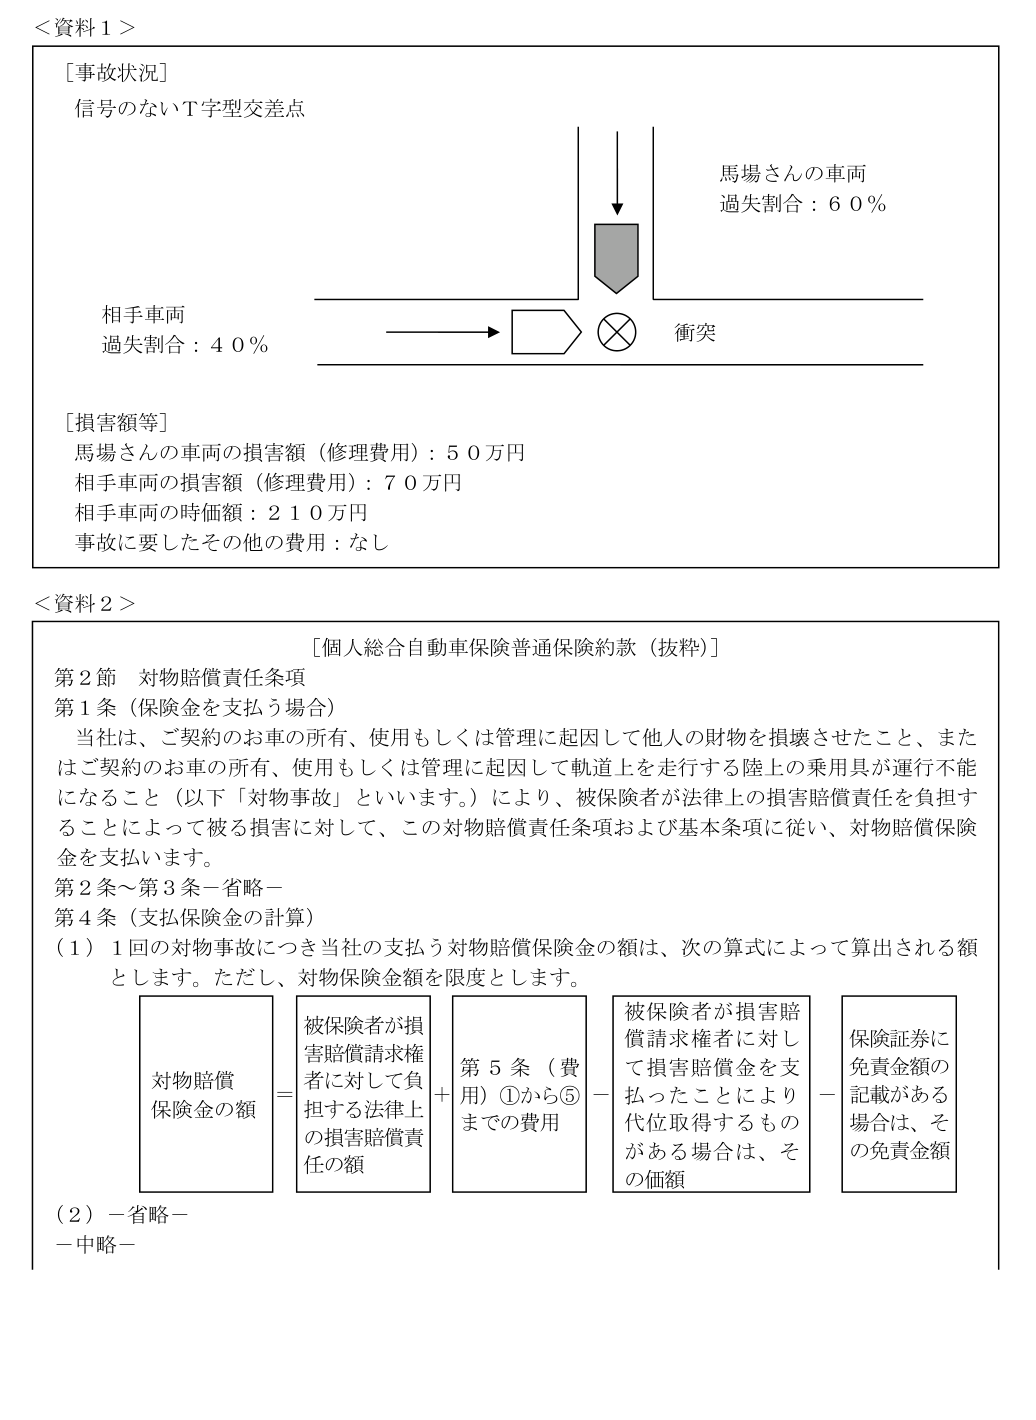 ＜資料１＞
［事故状況］
信号のないＴ字型交差点
馬場さんの車両
過失割合：６０％
相手車両
過失割合：４０％
衝突
［損害額等］
馬場さんの車両の損害額（修理費用）：５０万円
相手車両の損害額（修理費用）：７０万円
相手車両の時価額：２１０万円
事故に要したその他の費用：なし
＜資料２＞
［個人総合自動車保険普通保険約款（抜粋）］
第２節　対物賠償責任条項
第１条（保険金を支払う場合）
当社は、ご契約のお車の所有、使用もしくは管理に起因して他人の財物を損壊させたこと、また
はご契約のお車の所有、使用もしくは管理に起因して軌道上を走行する陸上の乗用具が運行不能
になること（以下「対物事故」といいます。）により、被保険者が法律上の損害賠償責任を負担す
ることによって被る損害に対して、この対物賠償責任条項および基本条項に従い、対物賠償保険
金を支払います。
第２条～第３条－省略－
第４条（支払保険金の計算）
（１）１回の対物事故につき当社の支払う対物賠償保険金の額は、次の算式によって算出される額
とします。ただし、対物保険金額を限度とします。
対物賠償
保険金の額
＝
被保険者が損
害賠償請求権
者に対して負
担する法律上
の損害賠償責
任の額
＋
第５条（費
用）①から⑤
までの費用
－
被保険者が損害賠
償請求権者に対し
て損害賠償金を支
払ったことにより
代位取得するもの
がある場合は、そ
の価額
－
保険証券に
免責金額の
記載がある
場合は、そ
の免責金額
（２）－省略－
－中略－